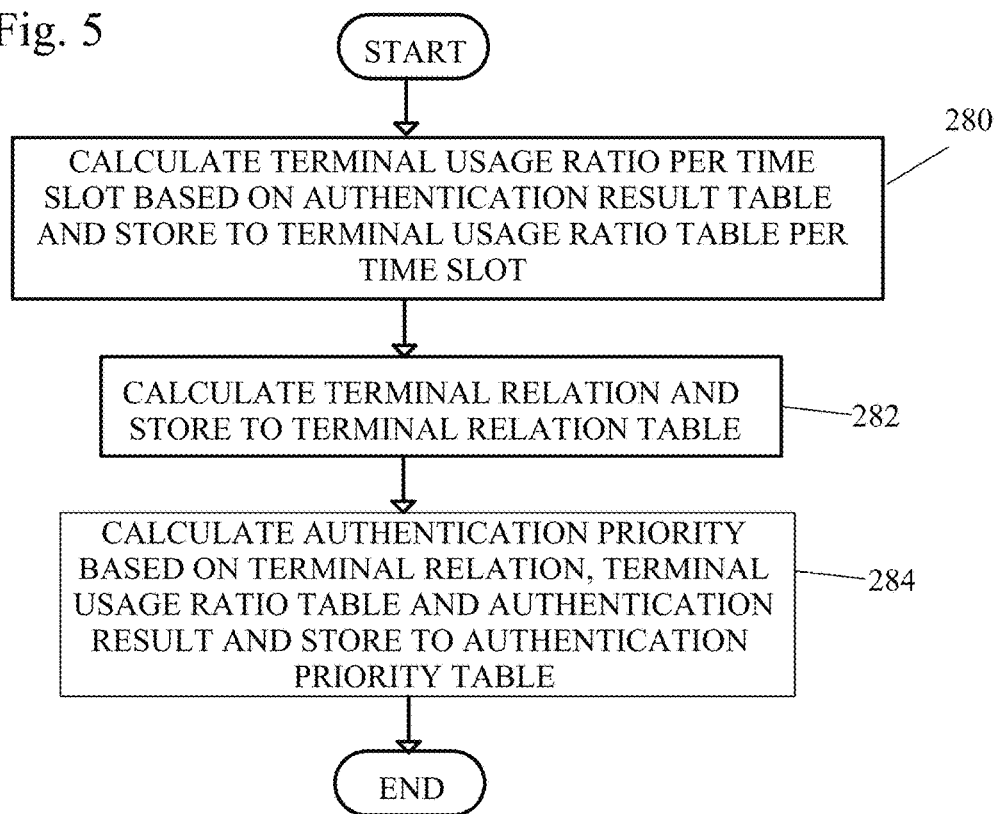 Fig. 5
START
280
CALCULATE TERMINAL USAGE RATIO PER TIME
SLOT BASED ON AUTHENTICATION RESULT TABLE
AND STORE TO TERMINAL USAGE RATIO TABLE PER
TIME SLOT
CALCULATE TERMINAL RELATION AND
STORE TO TERMINAL RELATION TABLE
282
CALCULATE AUTHENTICATION PRIORITY
BASED ON TERMINAL RELATION, TERMINAL
USAGE RATIO TABLE AND AUTHENTICATION
RESULT AND STORE TO AUTHENTICATION
PRIORITY TABLE
284
END